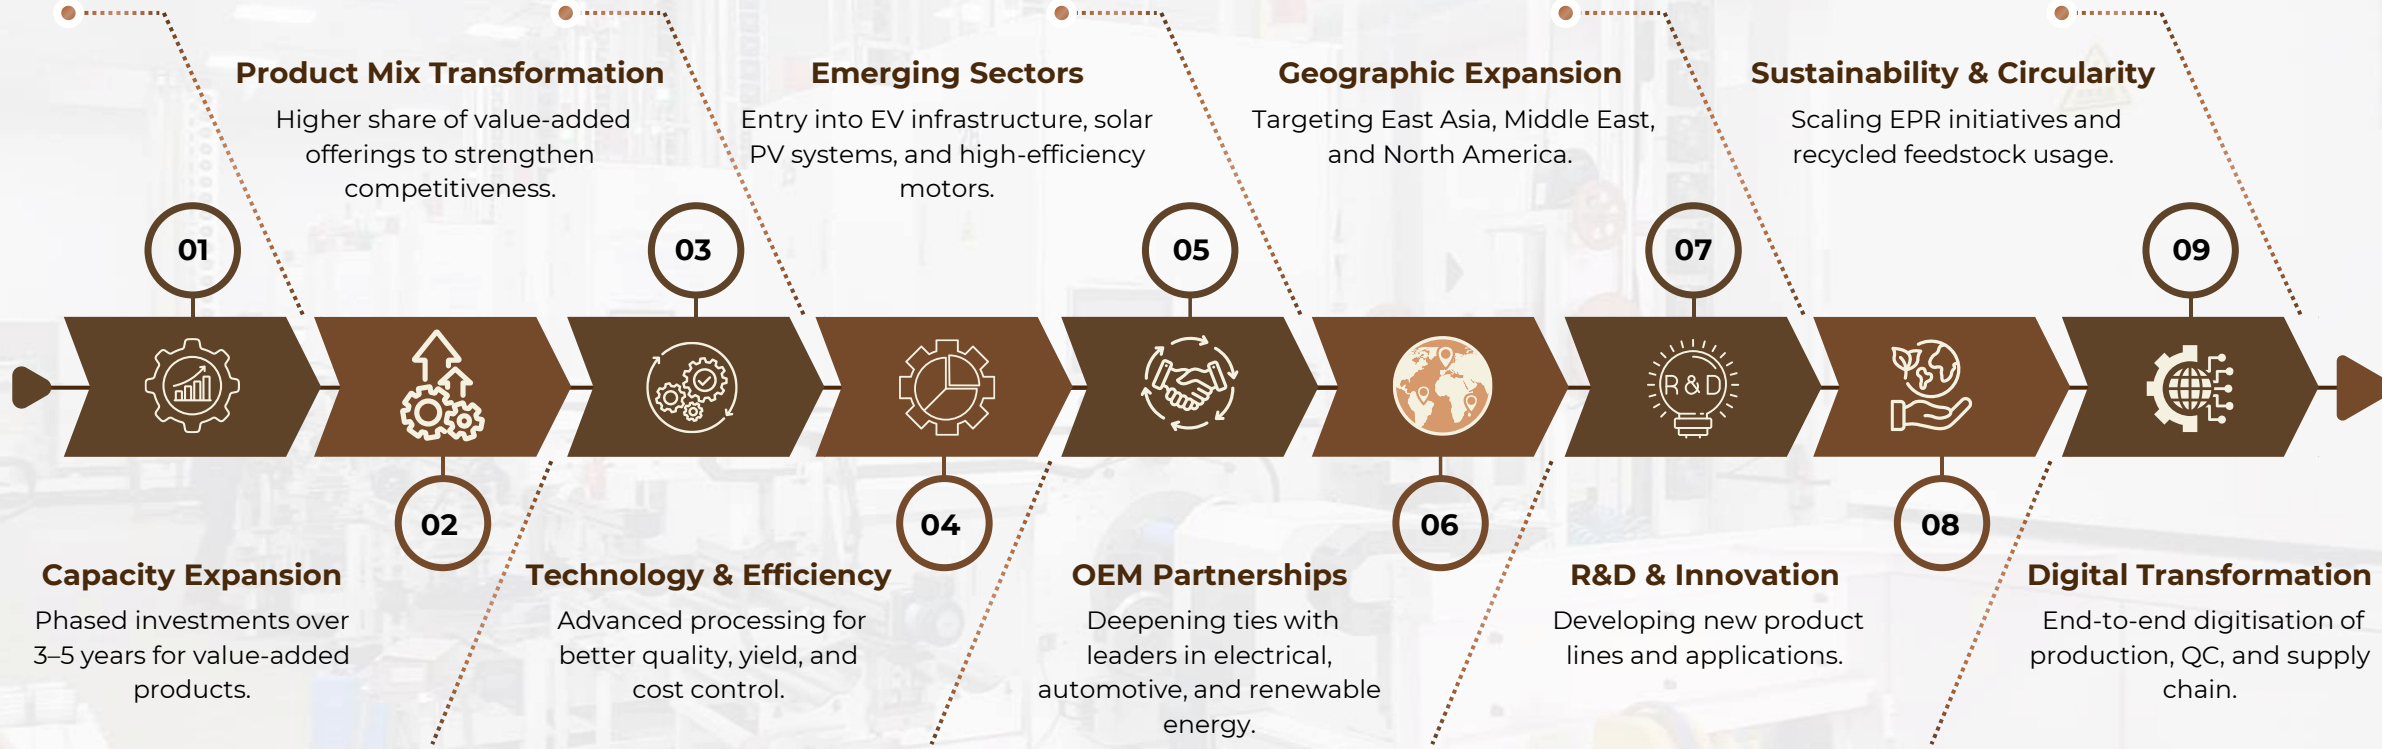 01
Capacity Expansion
Phased investments over
3–5 years for value-added
products.
Product Mix Transformation
Higher share of value-added
offerings to strengthen
competitiveness.
02
03
Technology & Efficiency
Advanced processing for
better quality, yield, and
cost control.
Emerging Sectors
Entry into EV infrastructure, solar
PV systems, and high-efficiency
motors.
04
05
OEM Partnerships
Deepening ties with
leaders in electrical,
automotive, and renewable
energy.
Geographic Expansion
Targeting East Asia, Middle East,
and North America.
06
07
R&D
R&D & Innovation
Developing new product
lines and applications.
Sustainability & Circularity
Scaling EPR initiatives and
recycled feedstock usage.
08
09
Digital Transformation
End-to-end digitisation of
production, QC, and supply
chain.